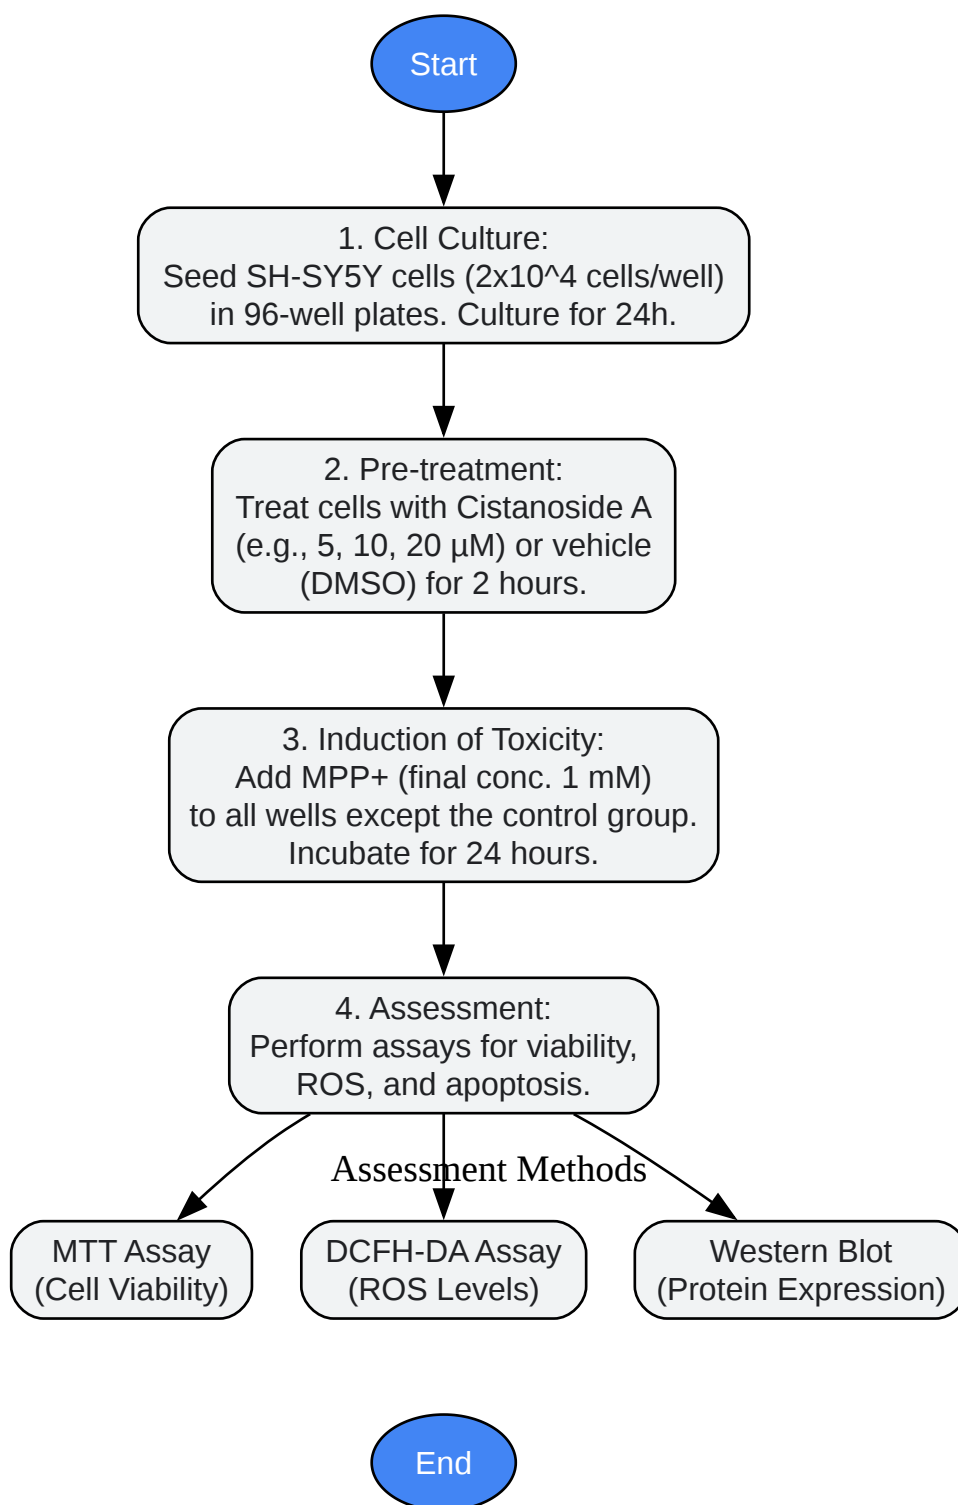 Start
1. Cell Culture:
Seed SH-SY5Y cells (2x10^4 cells/well)
in 96-well plates. Culture for 24h.
2. Pre-treatment:
Treat cells with Cistanoside A
(e.g., 5, 10, 20 µM) or vehicle
(DMSO) for 2 hours.
3. Induction of Toxicity:
Add MPP+ (final conc. 1 mM)
to all wells except the control group.
Incubate for 24 hours.
4. Assessment:
Perform assays for viability,
ROS, and apoptosis.
Assessment Methods
MTT Assay
(Cell Viability)
DCFH-DA Assay
(ROS Levels)
Western Blot
(Protein Expression)
End